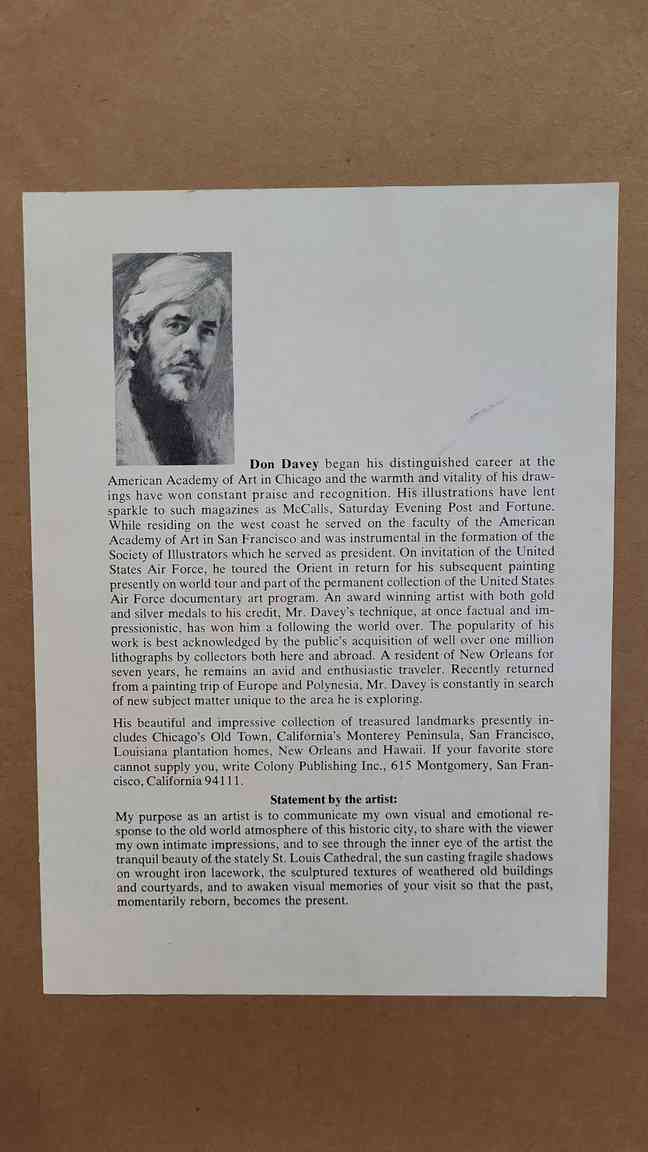 Don Davey began his distinguished career at the
American Academy of Art in Chicago and the warmth and vitality of his draw-
ings have won constant praise and recognition. His illustrations have lent
sparkle to such magazines as McCalls, Saturday Evening Post and Fortune.
While residing on the west coast he served on the faculty of the American
Academy of Art in San Francisco and was instrumental in the formation of the
Society of Illustrators which he served as president. On invitation of the United
States Air Force, he toured the Orient in return for his subsequent painting
presently on world tour and part of the permanent collection of the United States
Air Force documentary art program. An award winning artist with both gold
and silver medals to his credit, Mr. Davey's technique, at once factual and im-
pressionistic, has won him a following the world over. The popularity of his
work is best acknowledged by the public's acquisition of well over one million
lithographs by collectors both here and abroad. A resident of New Orleans for
seven years, he remains an avid and enthusiastic traveler. Recently returned
from a painting trip of Europe and Polynesia, Mr. Davey is constantly in search
of new subject matter unique to the area he is exploring.
His beautiful and impressive collection of treasured landmarks presently in-
cludes Chicago's Old Town, California's Monterey Peninsula, San Francisco,
Louisiana plantation homes, New Orleans and Hawaii. If your favorite store
cannot supply you, write Colony Publishing Inc., 615 Montgomery, San Fran-
cisco, California 94111.
Statement by the artist:
My purpose as an artist is to communicate my own visual and emotional re-
sponse to the old world atmosphere of this historic city, to share with the viewer
my own intimate impressions, and to see through the inner eye of the artist the
tranquil beauty of the stately St. Louis Cathedral, the sun casting fragile shadows
on wrought iron lacework, the sculptured textures of weathered old buildings
and courtyards, and to awaken visual memories of your visit so that the past,
momentarily reborn, becomes the present.